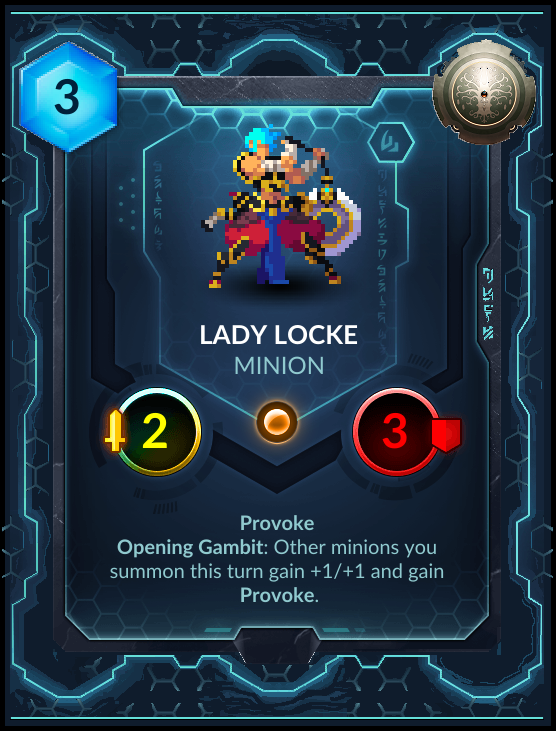 3
LADY LOCKE
MINION
2
3
Provoke
Opening Gambit: Other minions you
summon this turn gain +1/+1 and gain
Provoke.